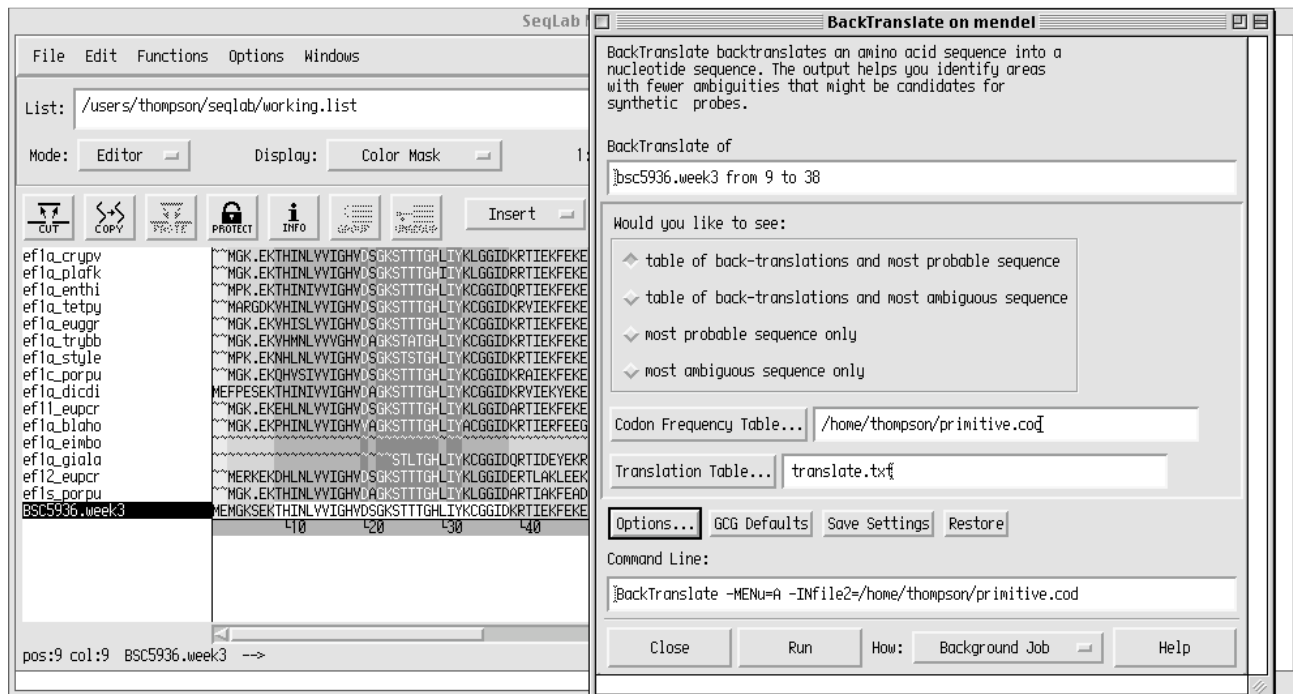 SeqLab
File Edit Functions Options Windows
List: /users/thompson/seqlab/working.list
Mode: Editor Display: Color Mask 1:
CUT COPY PASTE PROTECT INFO GROUP UNGROUP Insert
ef1a_crypv ~~MGK.EKTHINLVVIGHVDSGKSTTTGHLIYKLGGIDKRTIEKFEKE
ef1a_plafk ~~MGK.EKTHINLVVIGHVDSGKSTTTGHIIYKLGGIDRRTIEKFEKE
ef1a_enthi ~~MPK.EKTHINIVVIGHVDSGKSTTTGHLIYKCGGIDQRTIEKFEKE
ef1a_tetpy ~~MARGDKVHINLVVIGHVDSGKSTTTGHLIYKCGGIDKRVIEKFEKE
ef1a_euggr ~~MGK.EKVHISLVVIGHVDSGKSTTTGHLIYKCGGIDKRTIEKFEKE
ef1a_trybb ~~MGK.EKVHMNLVVVGHVDAGKSTATGHLIYKCGGIDKRTIEKFEKE
ef1a_style ~~MPK.EKNHLNLVVIGHVDSGKSTSTGHLIYKCGGIDKRTIEKFEKE
ef1c_porpu ~~MGK.EKQHVSIVVIGHVDSGKSTTTGHLIYKCGGIDKRAIEKFEKE
ef1a_dicdi MEFPESEKTHINIVVIGHVDAGKSTTTGHLIYKCGGIDKRVIEKYEKE
ef11_eupcr ~~MGK.EKEHLNLVVIGHVDSGKSTTTGHLIYKLGGIDARTIEKFEKE
ef1a_blaho ~~MGK.EKPHINLVVIGHVVAGKSTTTGHLIYACGGIDKRTIERFEEG
ef1a_eimbo
ef1a_giala STLTGHLIYKCGGIDQRTIDEYEKR
ef12_eupcr ~~MERKEKDHLNLVVIGHVDSGKSTTTGHLIYKLGGIDERTLAKLEEK
ef1s_porpu ~~MGK.EKTHINLVVIGHVDAGKSTTTGHLIYKCGGIDARTIAKFEAD
BSC5936.week3 MEMGKSEKTHINLVVIGHVDSGKSTTTGHLIYKCGGIDKRTIEKFEKE
10 20 30 40
pos:9 col:9 BSC5936.week3 -->
BackTranslate on mendel
BackTranslate backtranslates an amino acid sequence into a
nucleotide sequence. The output helps you identify areas
with fewer ambiguities that might be candidates for
synthetic probes.
BackTranslate of
bsc5936.week3 from 9 to 38
Would you like to see:
table of back-translations and most probable sequence
table of back-translations and most ambiguous sequence
most probable sequence only
most ambiguous sequence only
Codon Frequency Table... /home/thompson/primitive.cod
Translation Table... translate.txt
Options... GCG Defaults Save Settings Restore
Command Line:
BackTranslate -MENu=A -INfile2=/home/thompson/primitive.cod
Close Run How: Background Job Help